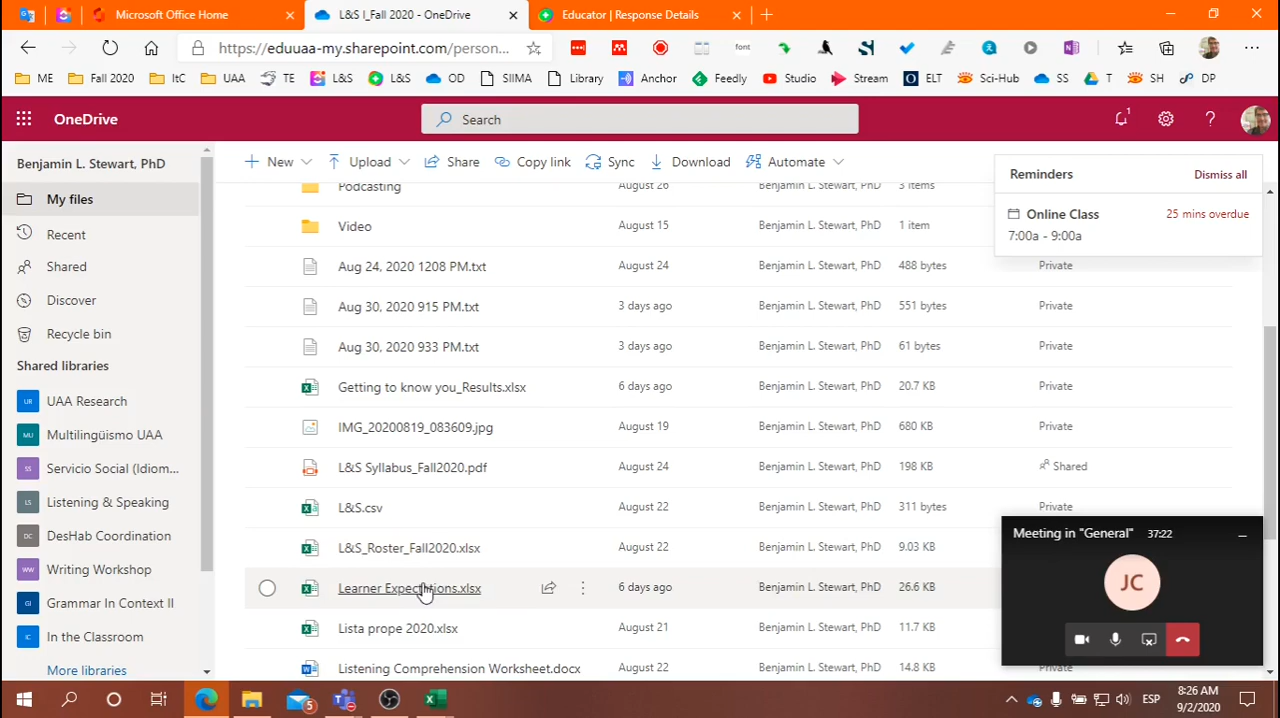 Microsoft Office Home
L&S I_Fall 2020 - OneDrive
Educator | Response Details
https://eduuaa-my.sharepoint.com/person...
font
ME
Fall 2020
ItC
UAA
TE
L&S
L&S
OD
SIIMA
Library
Anchor
Feedly
Studio
Stream
ELT
Sci-Hub
SS
T
SH
DP
OneDrive
Search
1
Benjamin L. Stewart, PhD
My files
Recent
Shared
Discover
Recycle bin
Shared libraries
UR UAA Research
MU Multilingüismo UAA
SS Servicio Social (Idiom...
LS Listening & Speaking
DC DesHab Coordination
WW Writing Workshop
GI Grammar In Context II
IC In the Classroom
More libraries
New
Upload
Share
Copy link
Sync
Download
Automate
Podcasting August 26 Benjamin L. Stewart, PhD 3 items
Video August 15 Benjamin L. Stewart, PhD 1 item
Aug 24, 2020 1208 PM.txt August 24 Benjamin L. Stewart, PhD 488 bytes Private
Aug 30, 2020 915 PM.txt 3 days ago Benjamin L. Stewart, PhD 551 bytes Private
Aug 30, 2020 933 PM.txt 3 days ago Benjamin L. Stewart, PhD 61 bytes Private
Getting to know you_Results.xlsx 6 days ago Benjamin L. Stewart, PhD 20.7 KB Private
IMG_20200819_083609.jpg August 19 Benjamin L. Stewart, PhD 680 KB Private
L&S Syllabus_Fall2020.pdf August 24 Benjamin L. Stewart, PhD 198 KB Shared
L&S.csv August 22 Benjamin L. Stewart, PhD 311 bytes Private
L&S_Roster_Fall2020.xlsx August 22 Benjamin L. Stewart, PhD 9.03 KB
Learner Expectations.xlsx 6 days ago Benjamin L. Stewart, PhD 26.6 KB
Lista prope 2020.xlsx August 21 Benjamin L. Stewart, PhD 11.7 KB
Listening Comprehension Worksheet.docx August 22 Benjamin L. Stewart, PhD 14.8 KB Private
Reminders
Dismiss all
Online Class 25 mins overdue
7:00a - 9:00a
Meeting in "General" 37:22
JC
5
ESP
8:26 AM
9/2/2020